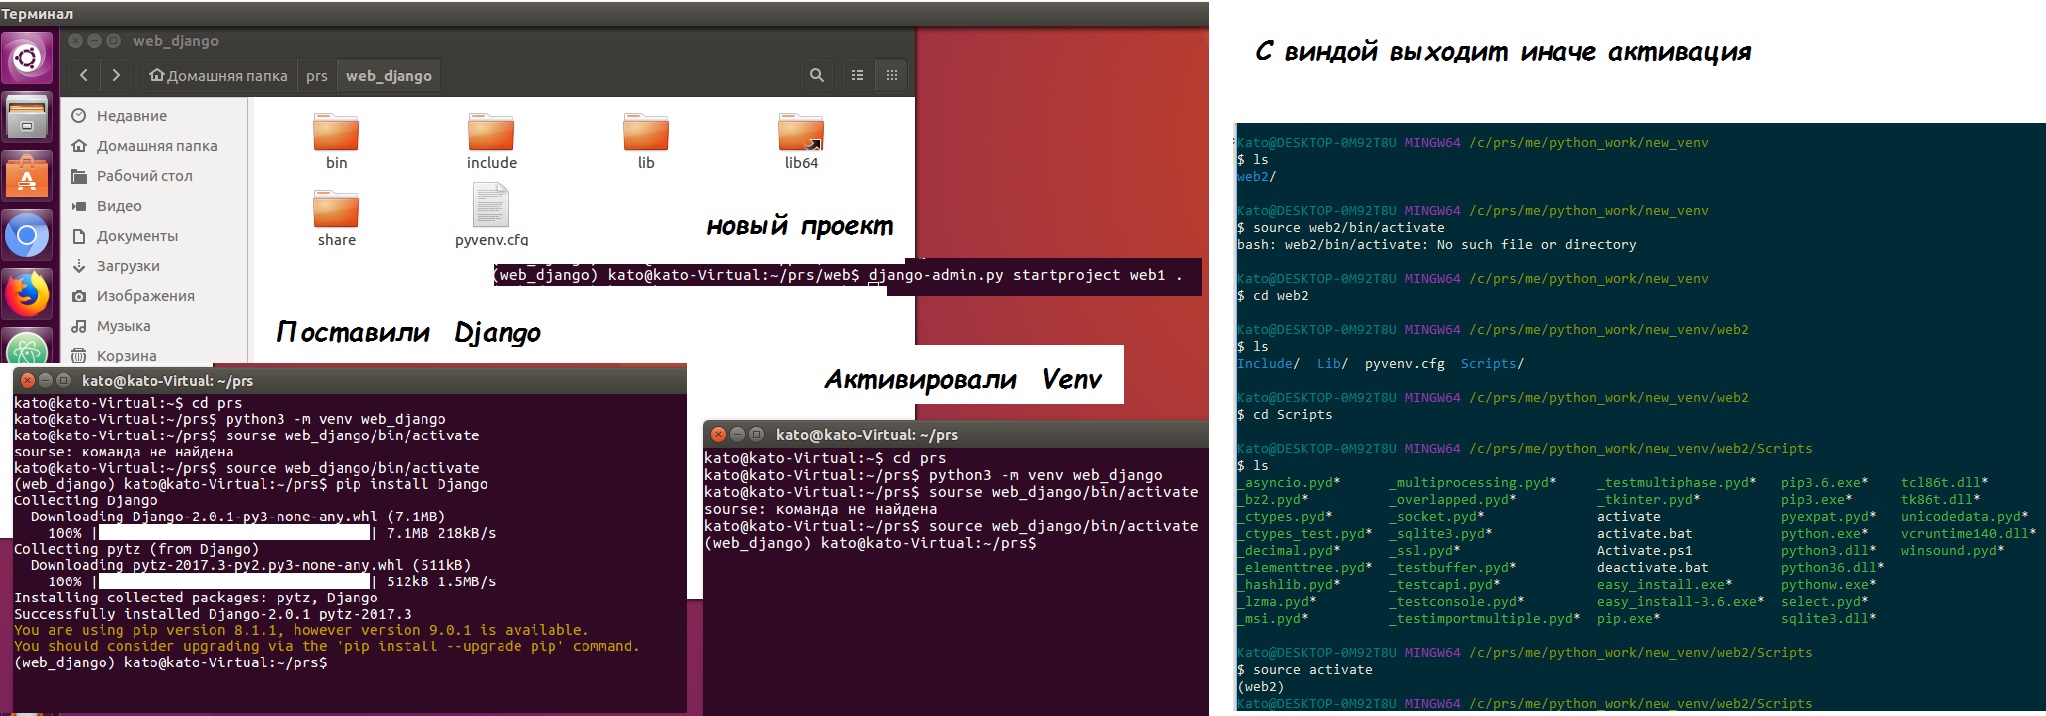 Терминал
web_django
Домашняя папка prs web_django
Недавние
Домашняя папка
Рабочий стол
Видео
Документы
Загрузки
Изображения
Музыка
Корзина
bin
include
lib
lib64
share
pyvenv.cfg
новый проект
(web_django) kato@kato-Virtual:~/prs/web$ django-admin.py startproject web1 .
Поставили Django
Активировали Venv
kato@kato-Virtual: ~/prs
kato@kato-Virtual:~$ cd prs
kato@kato-Virtual:~/prs$ python3 -m venv web_django
kato@kato-Virtual:~/prs$ sourse web_django/bin/activate
sourse: команда не найдена
kato@kato-Virtual:~/prs$ source web_django/bin/activate
(web_django) kato@kato-Virtual:~/prs$ pip install Django
Collecting Django
Downloading Django-2.0.1-py3-none-any.whl (7.1MB)
100% | | 7.1MB 218kB/s
Collecting pytz (from Django)
Downloading pytz-2017.3-py2.py3-none-any.whl (511kB)
100% | | 512kB 1.5MB/s
Installing collected packages: pytz, Django
Successfully installed Django-2.0.1 pytz-2017.3
You are using pip version 8.1.1, however version 9.0.1 is available.
You should consider upgrading via the 'pip install --upgrade pip' command.
(web_django) kato@kato-Virtual:~/prs$
kato@kato-Virtual: ~/prs
kato@kato-Virtual:~$ cd prs
kato@kato-Virtual:~/prs$ python3 -m venv web_django
kato@kato-Virtual:~/prs$ sourse web_django/bin/activate
sourse: команда не найдена
kato@kato-Virtual:~/prs$ source web_django/bin/activate
(web_django) kato@kato-Virtual:~/prs$
С виндой выходит иначе активация
Kato@DESKTOP-0M92T8U MINGW64 /c/prs/me/python_work/new_venv
$ ls
web2/
Kato@DESKTOP-0M92T8U MINGW64 /c/prs/me/python_work/new_venv
$ source web2/bin/activate
bash: web2/bin/activate: No such file or directory
Kato@DESKTOP-0M92T8U MINGW64 /c/prs/me/python_work/new_venv
$ cd web2
Kato@DESKTOP-0M92T8U MINGW64 /c/prs/me/python_work/new_venv/web2
$ ls
Include/ Lib/ pyvenv.cfg Scripts/
Kato@DESKTOP-0M92T8U MINGW64 /c/prs/me/python_work/new_venv/web2
$ cd Scripts
Kato@DESKTOP-0M92T8U MINGW64 /c/prs/me/python_work/new_venv/web2/Scripts
$ ls
_asyncio.pyd* _multiprocessing.pyd* _testmultiphase.pyd* pip3.6.exe* tcl86t.dll*
_bz2.pyd* _overlapped.pyd* _tkinter.pyd* pip3.exe* tk86t.dll*
_ctypes.pyd* _socket.pyd* activate pyexpat.pyd* unicodedata.pyd*
_ctypes_test.pyd* _sqlite3.pyd* activate.bat python.exe* vcruntime140.dll*
_decimal.pyd* _ssl.pyd* Activate.ps1 python3.dll* winsound.pyd*
_elementtree.pyd* _testbuffer.pyd* deactivate.bat python36.dll*
_hashlib.pyd* _testcapi.pyd* easy_install.exe* pythonw.exe*
_lzma.pyd* _testconsole.pyd* easy_install-3.6.exe* select.pyd*
_msi.pyd* _testimportmultiple.pyd* pip.exe* sqlite3.dll*
Kato@DESKTOP-0M92T8U MINGW64 /c/prs/me/python_work/new_venv/web2/Scripts
$ source activate
(web2)
Kato@DESKTOP-0M92T8U MINGW64 /c/prs/me/python_work/new_venv/web2/Scripts